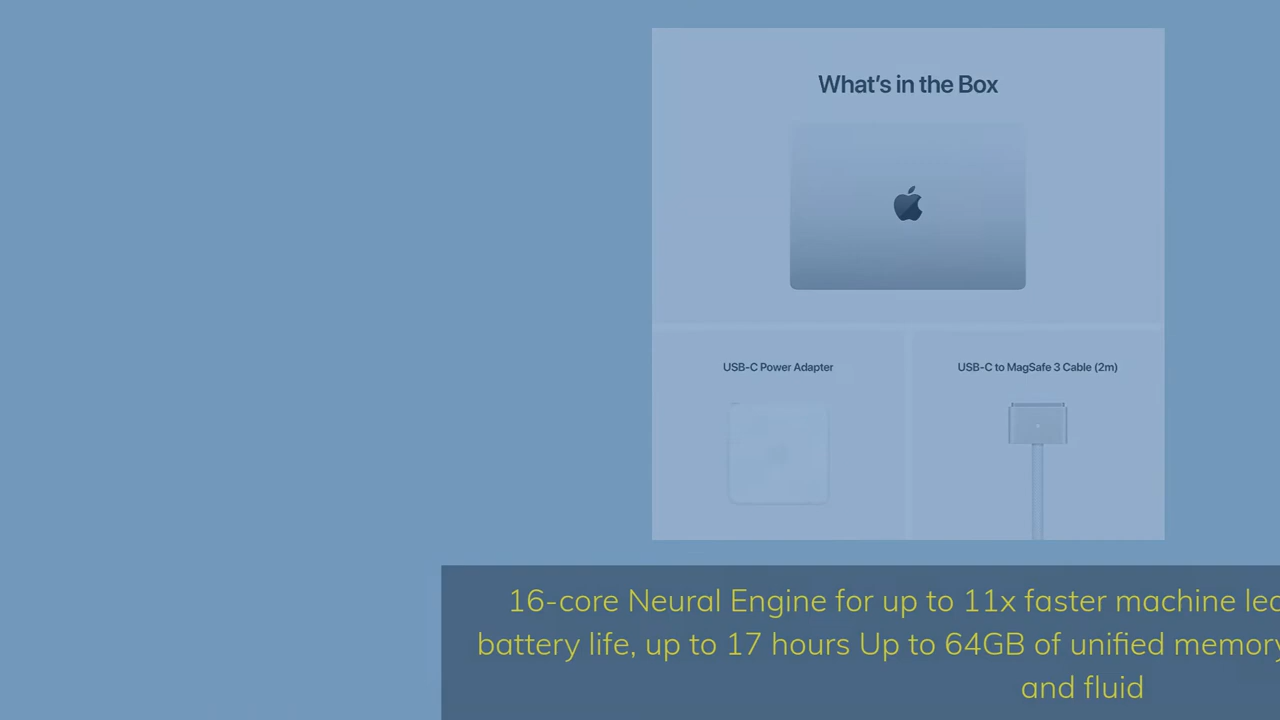 What's in the Box
USB-C Power Adapter
USB-C to MagSafe 3 Cable (2m)
16-core Neural Engine for up to 11x faster machine
battery life, up to 17 hours Up to 64GB of unified memory
and fluid